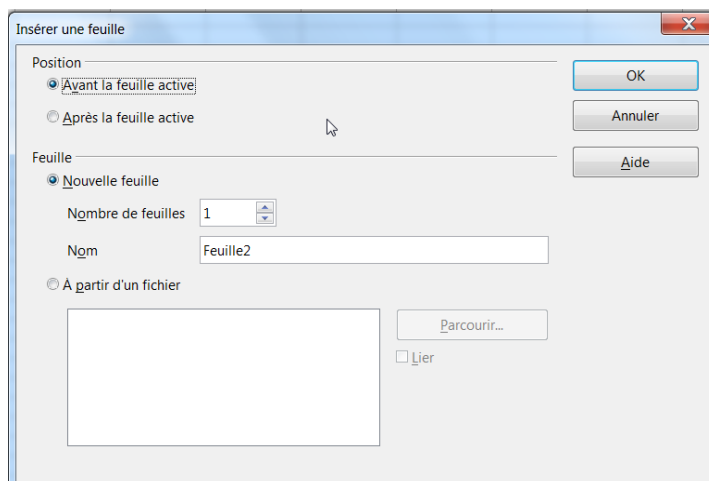 Insérer une feuille
Position
Avant la feuille active
Après la feuille active
OK
Annuler
Aide
Feuille
Nouvelle feuille
Nombre de feuilles 1
Nom Feuille2
À partir d'un fichier
Parcourir...
Lier